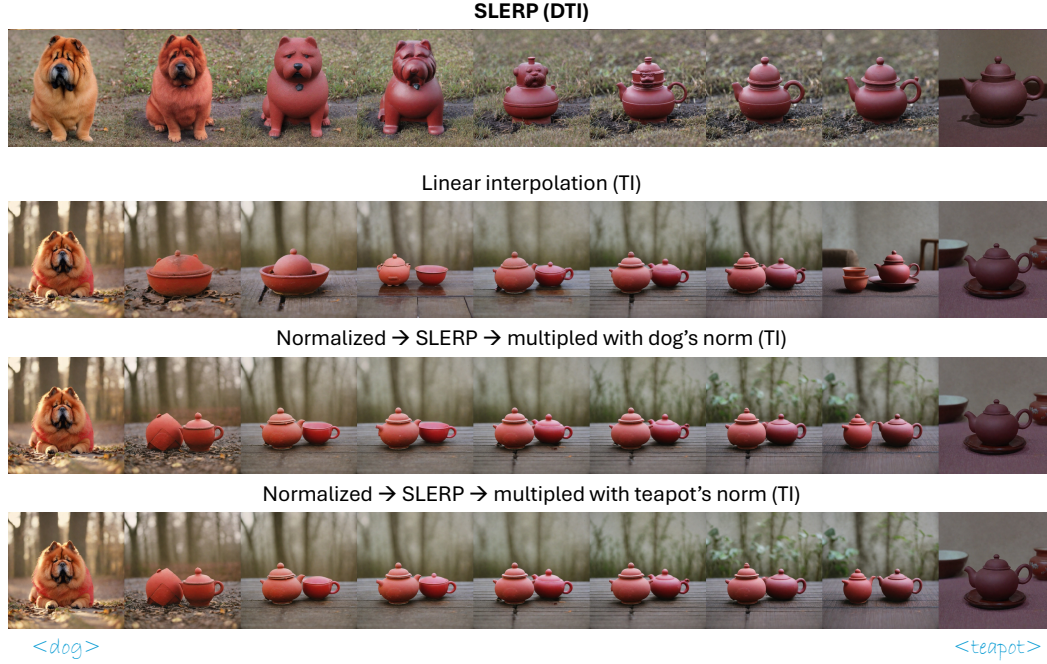 SLERP (DTI)
Linear interpolation (TI)
Normalized → SLERP → multipled with dog's norm (TI)
Normalized → SLERP → multipled with teapot's norm (TI)
<dog> <teapot>